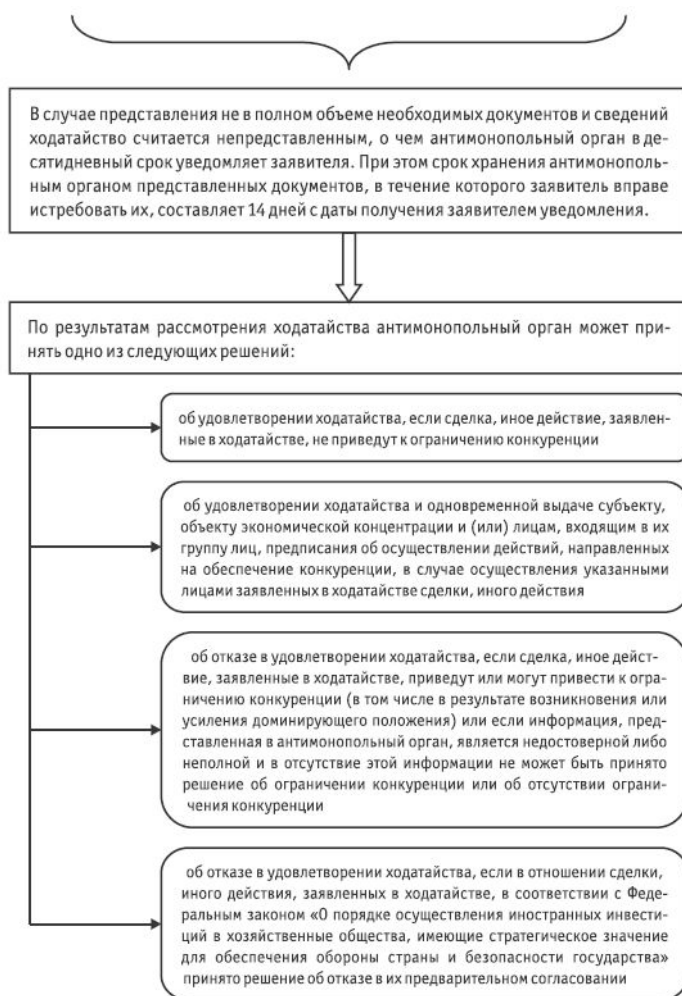 В случае представления не в полном объеме необходимых документов и сведений
ходатайство считается непредставленным, о чем антимонопольный орган в де-
сятидневный срок уведомляет заявителя. При этом срок хранения антимонополь-
ным органом представленных документов, в течение которого заявитель вправе
истребовать их, составляет 14 дней с даты получения заявителем уведомления.
По результатам рассмотрения ходатайства антимонопольный орган может при-
нять одно из следующих решений:
об удовлетворении ходатайства, если сделка, иное действие, заявлен-
ные в ходатайстве, не приведут к ограничению конкуренции
об удовлетворении ходатайства и одновременной выдаче субъекту,
объекту экономической концентрации и (или) лицам, входящим в их
группу лиц, предписания об осуществлении действий, направленных
на обеспечение конкуренции, в случае осуществления указанными
лицами заявленных в ходатайстве сделки, иного действия
об отказе в удовлетворении ходатайства, если сделка, иное дейст-
вие, заявленные в ходатайстве, приведут или могут привести к огра-
ничению конкуренции (в том числе в результате возникновения или
усиления доминирующего положения) или если информация, пред-
ставленная в антимонопольный орган, является недостоверной либо
неполной и в отсутствие этой информации не может быть принято
решение об ограничении конкуренции или об отсутствии ограни-
чения конкуренции
об отказе в удовлетворении ходатайства, если в отношении сделки,
иного действия, заявленных в ходатайстве, в соответствии с Феде-
ральным законом «О порядке осуществления иностранных инвести-
ций в хозяйственные общества, имеющие стратегическое значение
для обеспечения обороны страны и безопасности государства»
принято решение об отказе в их предварительном согласовании